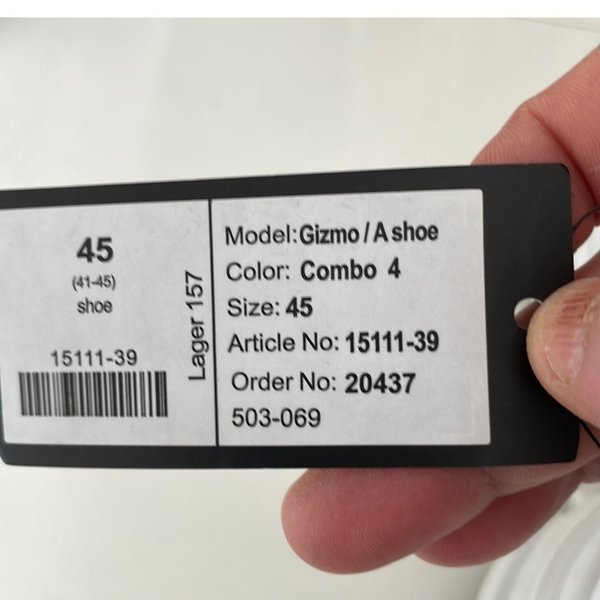 45
(41-45)
shoe
15111-39
Lager 157
Model:Gizmo / A shoe
Color: Combo 4
Size: 45
Article No: 15111-39
Order No: 20437
503-069